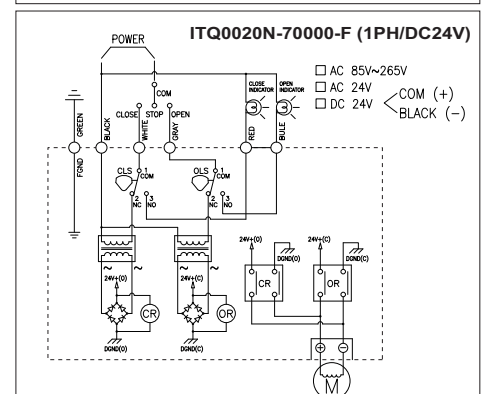 ITQ0020N-70000-F (1PH/DC24V)
POWER
COM
CLOSE STOP OPEN
CLOSE INDICATOR
OPEN INDICATOR
AC 85V~265V
AC 24V
DC 24V
COM (+)
BLACK (-)
GREEN
BLACK
WHITE
GRAY
RED
BULE
FGND
CLS
1
COM
2
NC
3
NO
OLS
1
COM
2
NC
3
NO
~ ~
~ ~
24V+(O)
24V+(C)
CR
OR
DGND(O)
DGND(C)
24V+(O)
DGND(O)
24V+(C)
DGND(C)
CR
OR
+ -
M